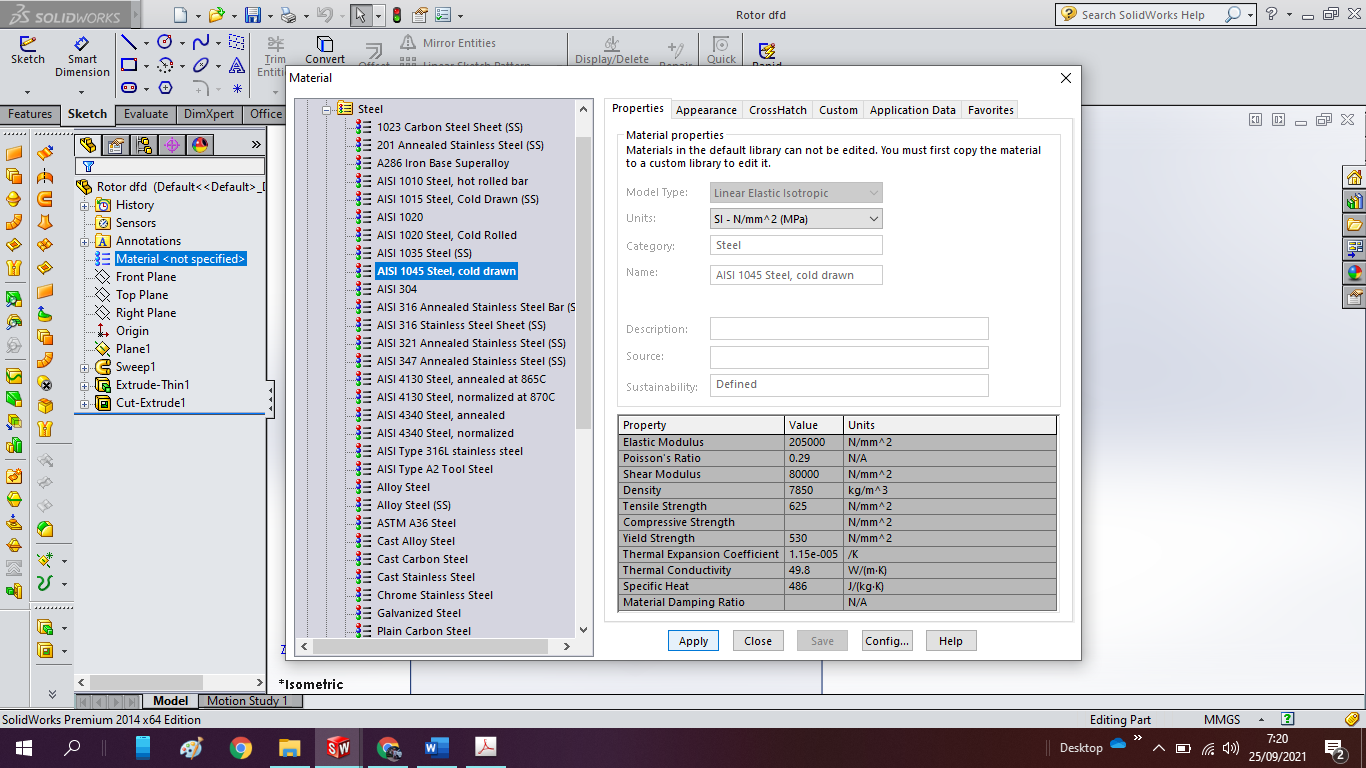 SOLIDWORKS
Rotor dfd
Search SolidWorks Help
Sketch
Smart Dimension
Trim Entiti
Convert
Offset
Mirror Entities
Linear Sketch Pattern
Display/Delete
Repair
Quick
Rapid
Features
Sketch
Evaluate
DimXpert
Office
Rotor dfd (Default<<Default>_D
History
Sensors
Annotations
Material <not specified>
Front Plane
Top Plane
Right Plane
Origin
Plane1
Sweep1
Extrude-Thin1
Cut-Extrude1
Material
Steel
1023 Carbon Steel Sheet (SS)
201 Annealed Stainless Steel (SS)
A286 Iron Base Superalloy
AISI 1010 Steel, hot rolled bar
AISI 1015 Steel, Cold Drawn (SS)
AISI 1020
AISI 1020 Steel, Cold Rolled
AISI 1035 Steel (SS)
AISI 1045 Steel, cold drawn
AISI 304
AISI 316 Annealed Stainless Steel Bar (S
AISI 316 Stainless Steel Sheet (SS)
AISI 321 Annealed Stainless Steel (SS)
AISI 347 Annealed Stainless Steel (SS)
AISI 4130 Steel, annealed at 865C
AISI 4130 Steel, normalized at 870C
AISI 4340 Steel, annealed
AISI 4340 Steel, normalized
AISI Type 316L stainless steel
AISI Type A2 Tool Steel
Alloy Steel
Alloy Steel (SS)
ASTM A36 Steel
Cast Alloy Steel
Cast Carbon Steel
Cast Stainless Steel
Chrome Stainless Steel
Galvanized Steel
Plain Carbon Steel
Properties
Appearance
CrossHatch
Custom
Application Data
Favorites
Material properties
Materials in the default library can not be edited. You must first copy the material
to a custom library to edit it.
Model Type: Linear Elastic Isotropic
Units: SI - N/mm^2 (MPa)
Category: Steel
Name: AISI 1045 Steel, cold drawn
Description:
Source:
Sustainability: Defined
Property Value Units
Elastic Modulus 205000 N/mm^2
Poisson's Ratio 0.29 N/A
Shear Modulus 80000 N/mm^2
Density 7850 kg/m^3
Tensile Strength 625 N/mm^2
Compressive Strength N/mm^2
Yield Strength 530 N/mm^2
Thermal Expansion Coefficient 1.15e-005 /K
Thermal Conductivity 49.8 W/(m·K)
Specific Heat 486 J/(kg·K)
Material Damping Ratio N/A
Apply
Close
Save
Config...
Help
*Isometric
Model
Motion Study 1
SolidWorks Premium 2014 x64 Edition
Editing Part
MMGS
Desktop
7:20
25/09/2021
2